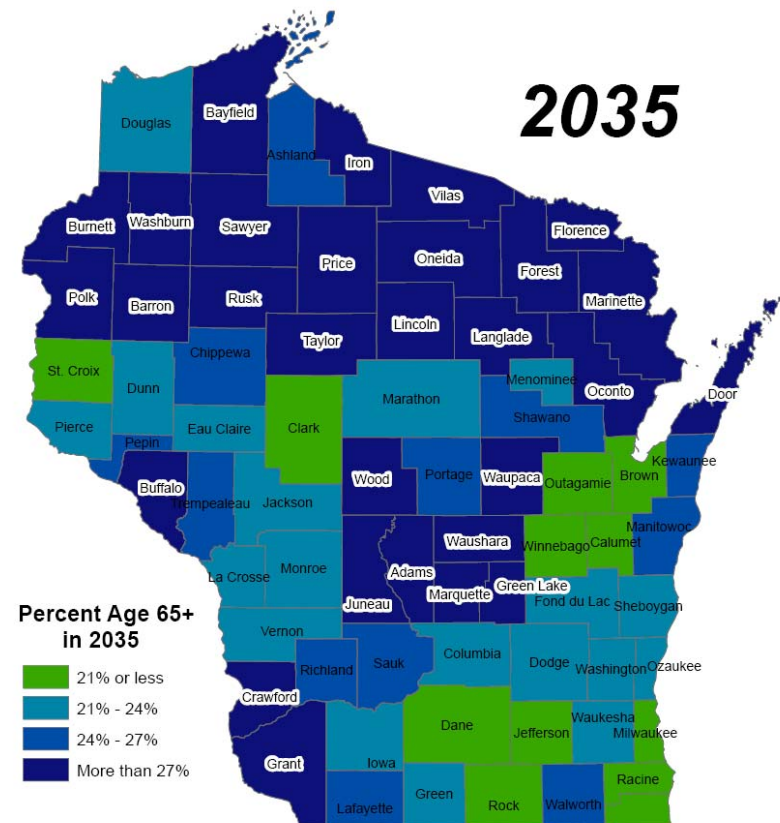 2035
Bayfield
Douglas
Ashland
Iron
Vilas
Burnett
Washburn
Sawyer
Florence
Price
Oneida
Forest
Polk
Barron
Rusk
Marinette
Lincoln
Taylor
Langlade
Chippewa
St. Croix
Dunn
Menominee
Oconto
Door
Marathon
Shawano
Pierce
Eau Claire
Clark
Pepin
Wood
Portage
Waupaca
Outagamie
Brown
Kewaunee
Buffalo
Trempealeau
Jackson
Manitowoc
Waushara
Winnebago
Calumet
La Crosse
Monroe
Adams
Juneau
Marquette
Green Lake
Fond du Lac
Sheboygan
Percent Age 65+
in 2035
21% or less
21% - 24%
24% - 27%
More than 27%
Vernon
Richland
Sauk
Columbia
Dodge
Washington
Ozaukee
Crawford
Dane
Jefferson
Waukesha
Milwaukee
Grant
Iowa
Lafayette
Green
Rock
Walworth
Racine